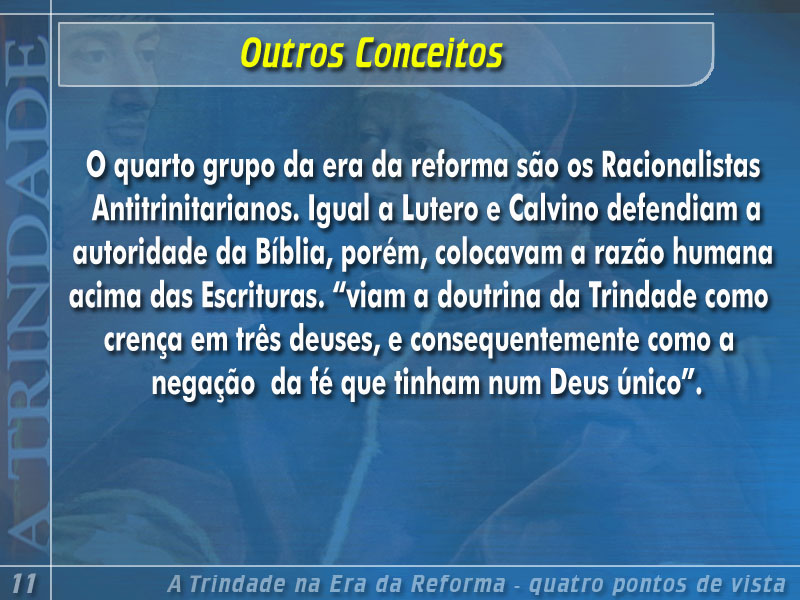 Outros Conceitos
O quarto grupo da era da reforma são os Racionalistas
Antitrinitarianos. Igual a Lutero e Calvino defendiam a
autoridade da Bíblia, porém, colocavam a razão humana
acima das Escrituras. “viam a doutrina da Trindade como
crença em três deuses, e consequentemente como a
negação da fé que tinham num Deus único”.
A TRINDADE
11
A Trindade na Era da Reforma - quatro pontos de vista